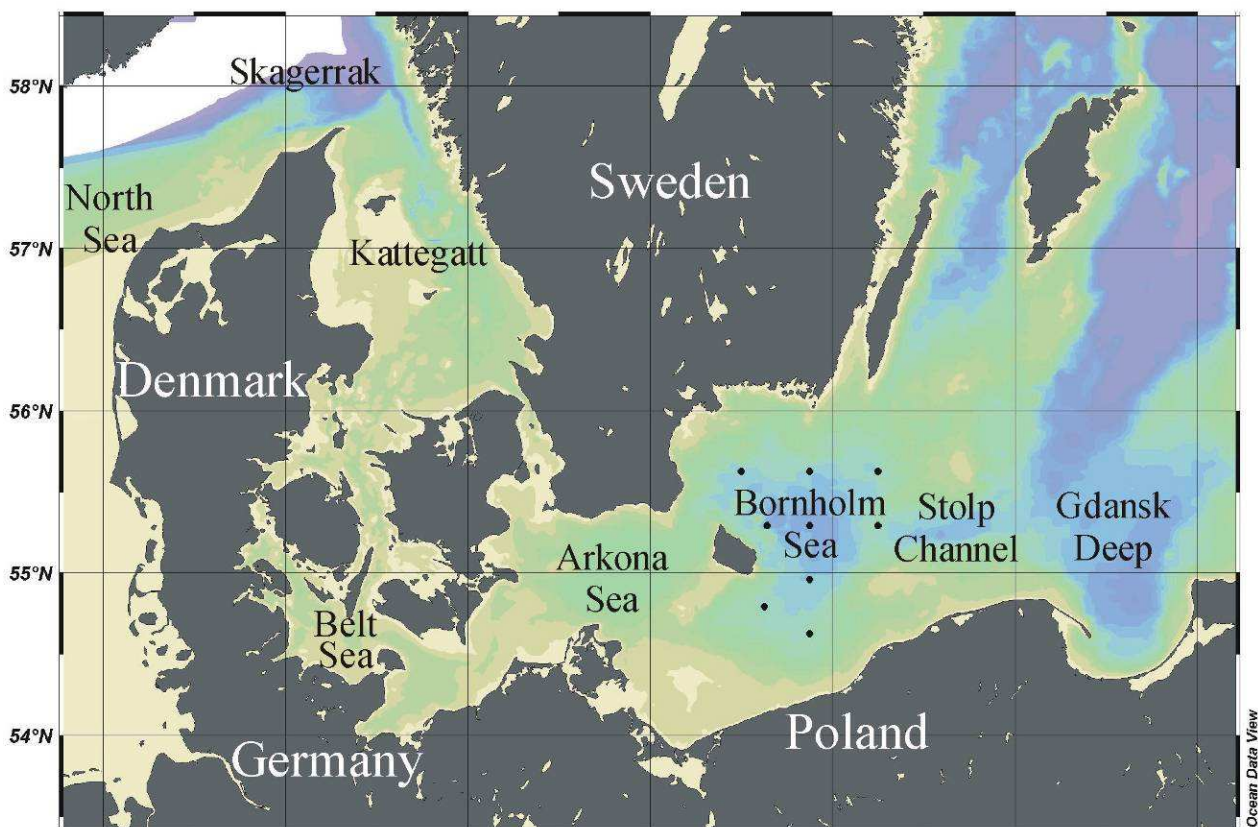 58°N
57°N
56°N
55°N
54°N
Skagerrak
North
Sea
Kattegatt
Sweden
Denmark
Bornholm
Sea
Stolp
Channel
Gdansk
Deep
Arkona
Sea
Belt
Sea
Germany
Poland
Ocean Data View